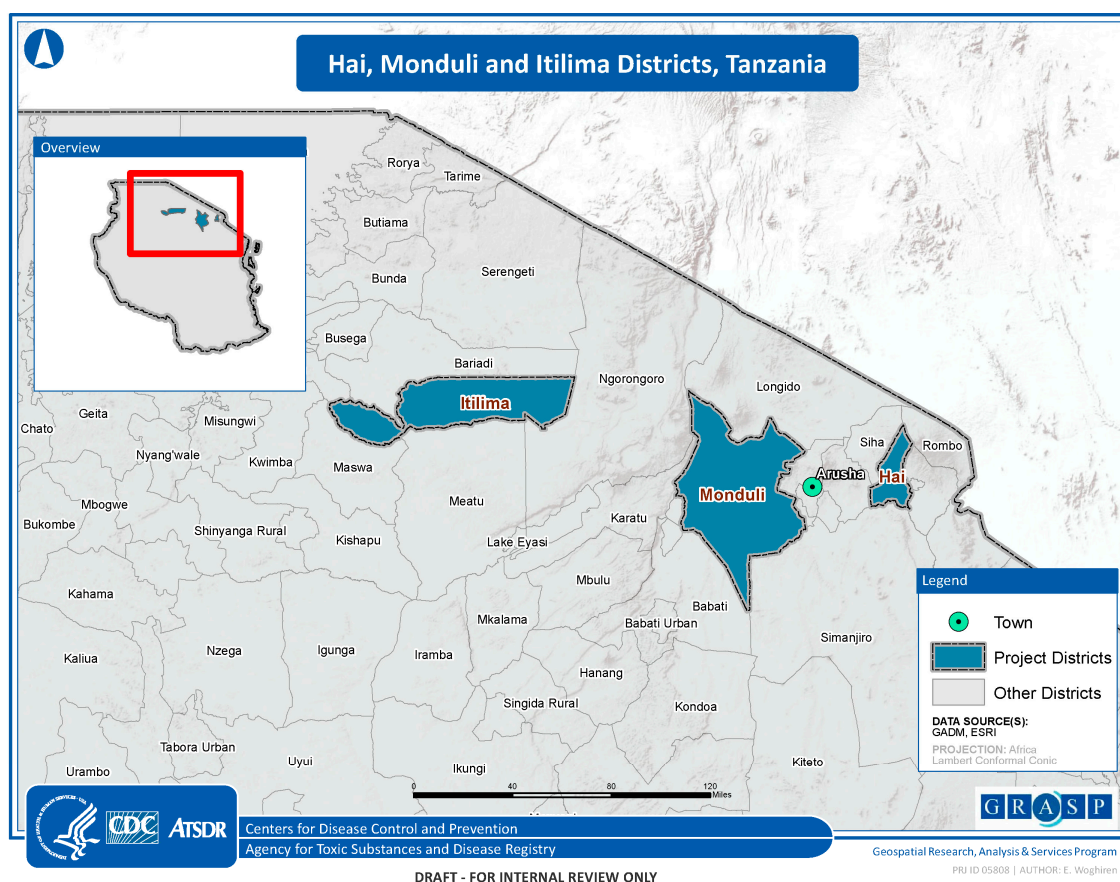 Hai, Monduli and Itilima Districts, Tanzania
Overview
Rorya
Tarime
Butiama
Bunda
Serengeti
Busega
Bariadi
Ngorongoro
Longido
Itilima
Geita
Chato
Misungwi
Nyang'wale
Kwimba
Maswa
Siha
Rombo
Arusha
Hai
Monduli
Mbogwe
Bukombe
Shinyanga Rural
Kishapu
Meatu
Lake Eyasi
Karatu
Kahama
Mbulu
Mkalama
Babati
Babati Urban
Simanjiro
Kaliua
Nzega
Igunga
Iramba
Hanang
Singida Rural
Kondoa
Tabora Urban
Urambo
Uyui
Ikungi
Kiteto
Legend
Town
Project Districts
Other Districts
DATA SOURCE(S):
GADM, ESRI
PROJECTION: Africa
Lambert Conformal Conic
0 40 80 120
Miles
CDC
ATSDR
Centers for Disease Control and Prevention
Agency for Toxic Substances and Disease Registry
GRASP
Geospatial Research, Analysis & Services Program
PRJ ID 05808 | AUTHOR: E. Woghiren
DRAFT - FOR INTERNAL REVIEW ONLY